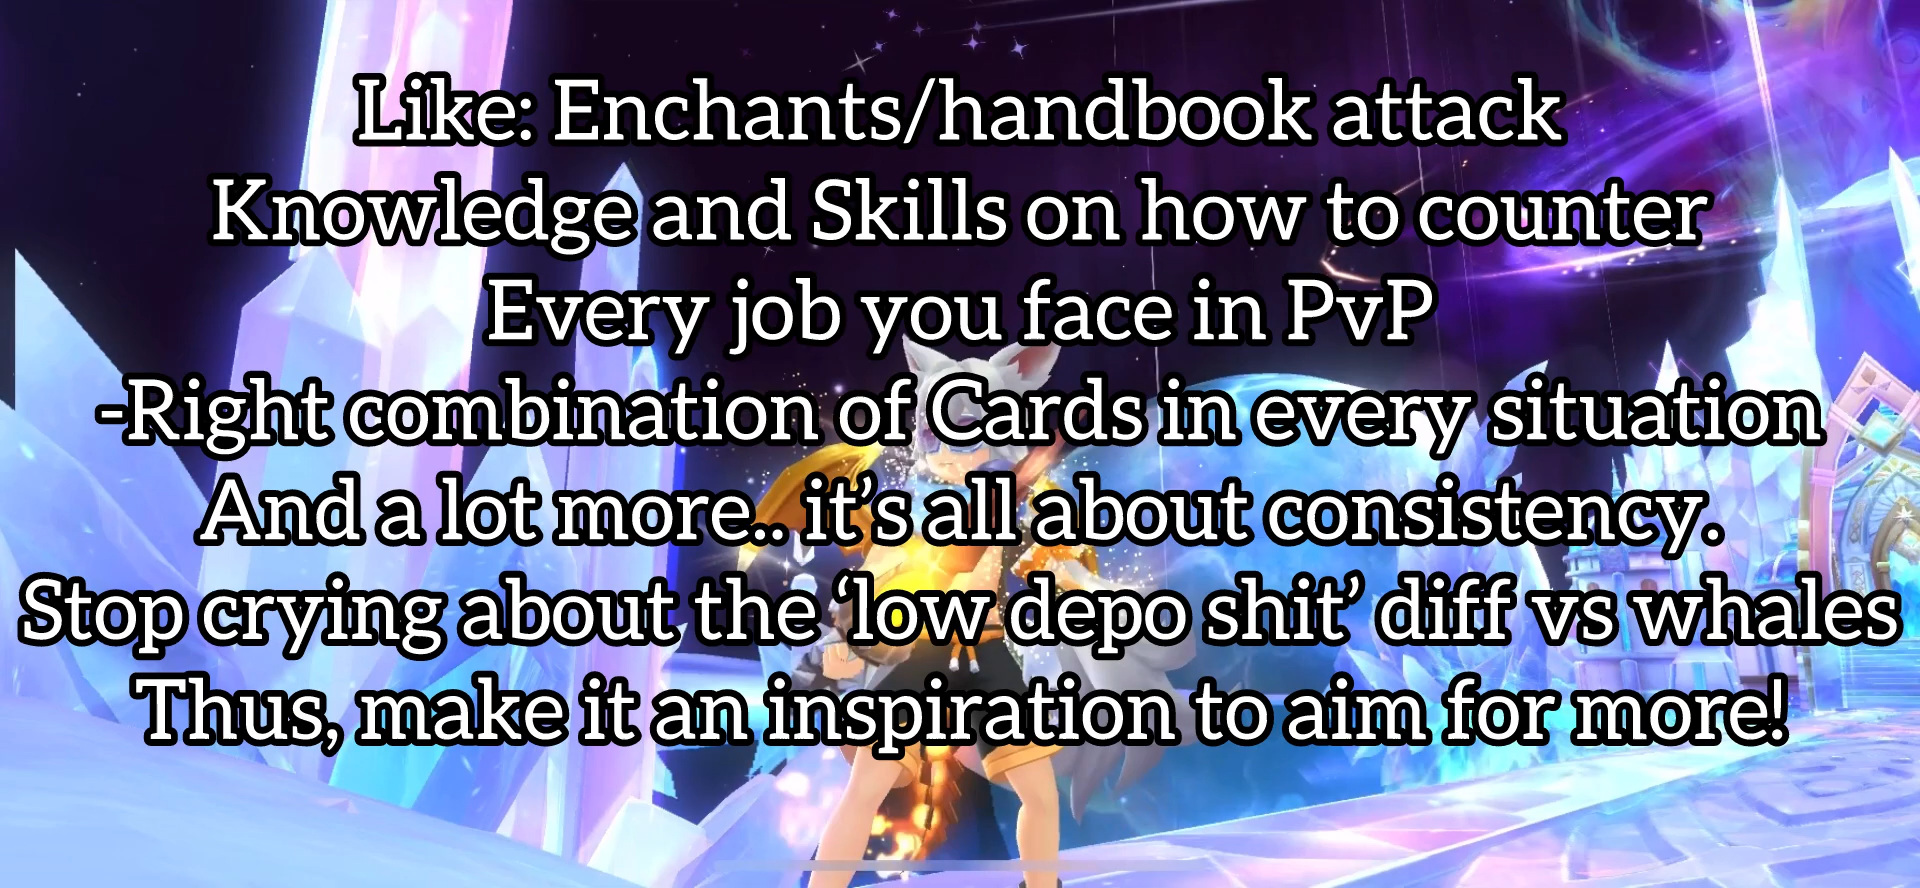 Like: Enchants/handbook attack
Knowledge and Skills on how to counter
Every job you face in PvP
-Right combination of Cards in every situation
And a lot more.. it’s all about consistency.
Stop crying about the ‘low depo shit’ diff vs whales
Thus, make it an inspiration to aim for more!